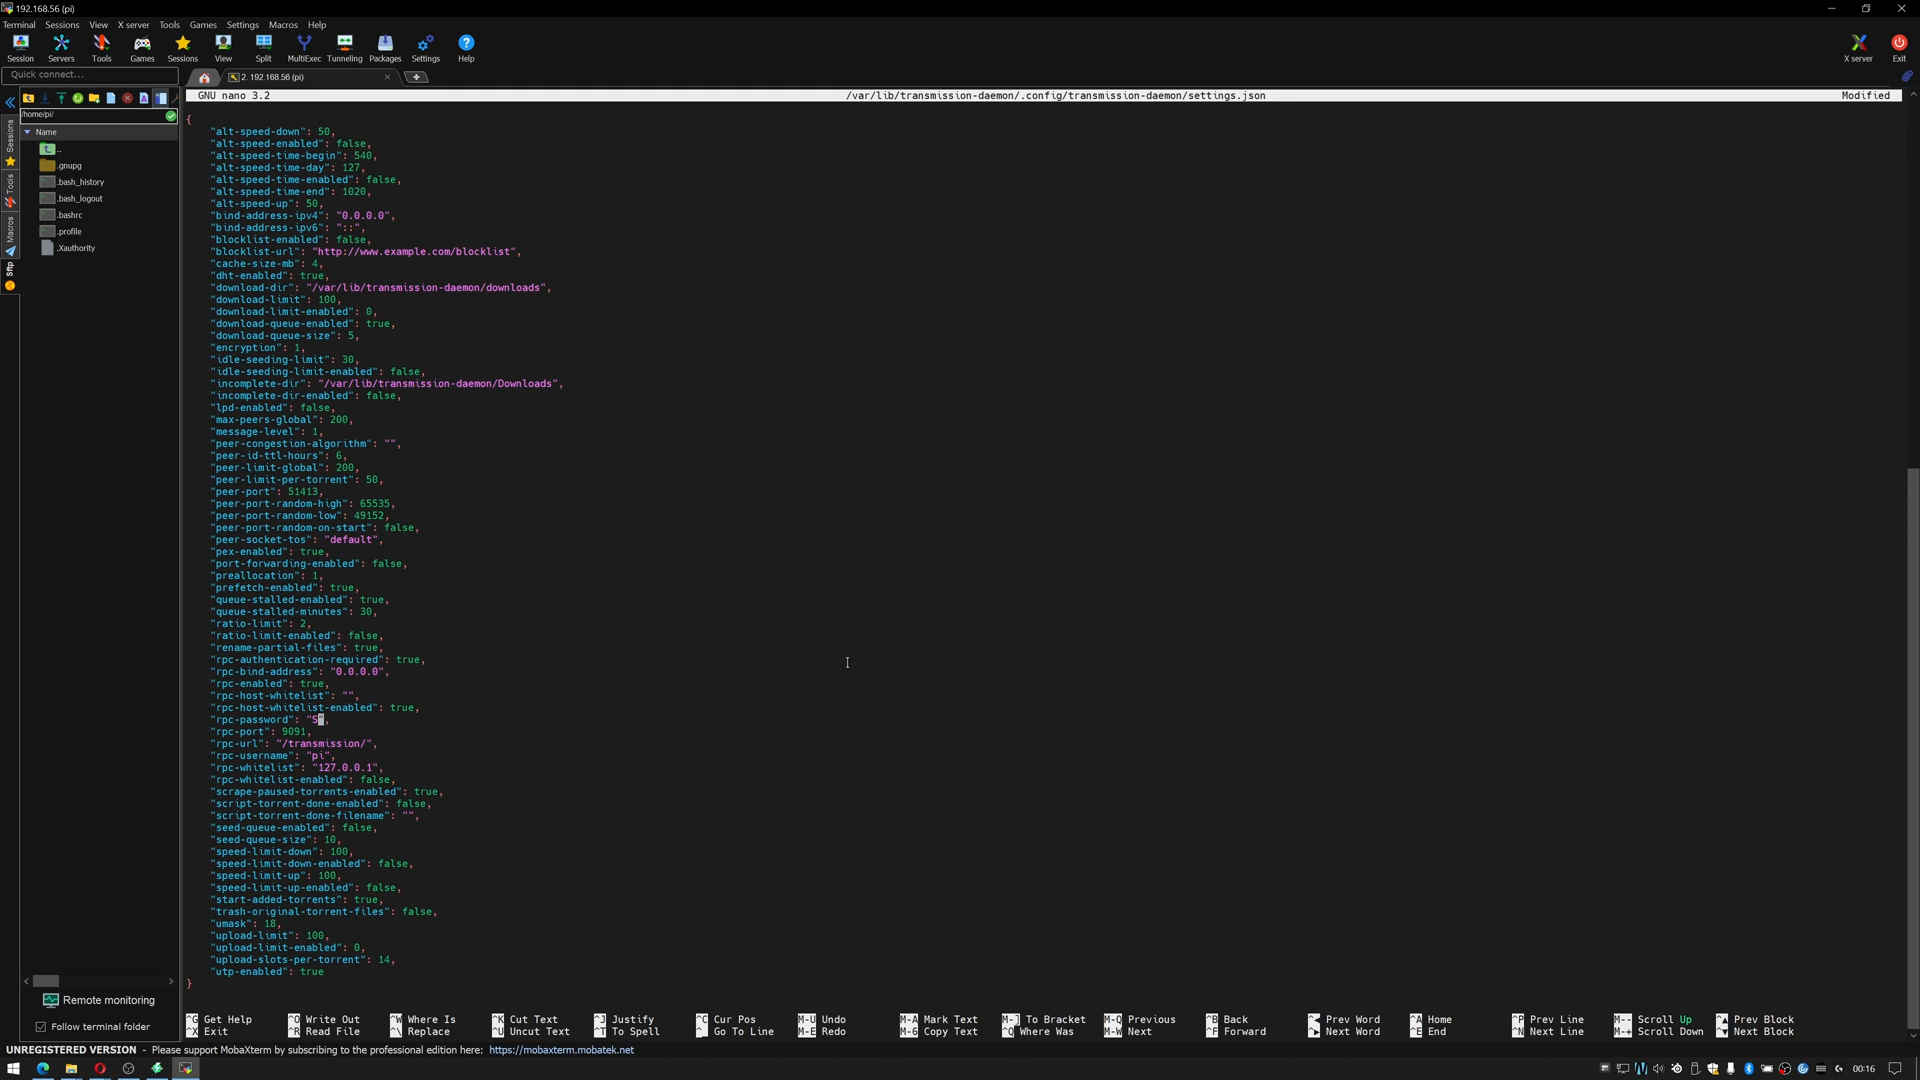 192.168.56 (pi)
Terminal Sessions View X server Tools Games Settings Macros Help
Session Servers Tools Games Sessions View Split MultiExec Tunneling Packages Settings Help X server Exit
Quick connect...
2. 192.168.56 (pi)
/home/pi/
Name
..
.gnupg
.bash_history
.bash_logout
.bashrc
.profile
.Xauthority
Sessions
Tools
Macros
Sftp
GNU nano 3.2 /var/lib/transmission-daemon/.config/transmission-daemon/settings.json Modified
{
"alt-speed-down": 50,
"alt-speed-enabled": false,
"alt-speed-time-begin": 540,
"alt-speed-time-day": 127,
"alt-speed-time-enabled": false,
"alt-speed-time-end": 1020,
"alt-speed-up": 50,
"bind-address-ipv4": "0.0.0.0",
"bind-address-ipv6": "::",
"blocklist-enabled": false,
"blocklist-url": "http://www.example.com/blocklist",
"cache-size-mb": 4,
"dht-enabled": true,
"download-dir": "/var/lib/transmission-daemon/downloads",
"download-limit": 100,
"download-limit-enabled": 0,
"download-queue-enabled": true,
"download-queue-size": 5,
"encryption": 1,
"idle-seeding-limit": 30,
"idle-seeding-limit-enabled": false,
"incomplete-dir": "/var/lib/transmission-daemon/Downloads",
"incomplete-dir-enabled": false,
"lpd-enabled": false,
"max-peers-global": 200,
"message-level": 1,
"peer-congestion-algorithm": "",
"peer-id-ttl-hours": 6,
"peer-limit-global": 200,
"peer-limit-per-torrent": 50,
"peer-port": 51413,
"peer-port-random-high": 65535,
"peer-port-random-low": 49152,
"peer-port-random-on-start": false,
"peer-socket-tos": "default",
"pex-enabled": true,
"port-forwarding-enabled": false,
"preallocation": 1,
"prefetch-enabled": true,
"queue-stalled-enabled": true,
"queue-stalled-minutes": 30,
"ratio-limit": 2,
"ratio-limit-enabled": false,
"rename-partial-files": true,
"rpc-authentication-required": true,
"rpc-bind-address": "0.0.0.0",
"rpc-enabled": true,
"rpc-host-whitelist": "",
"rpc-host-whitelist-enabled": true,
"rpc-password": "S",
"rpc-port": 9091,
"rpc-url": "/transmission/",
"rpc-username": "pi",
"rpc-whitelist": "127.0.0.1",
"rpc-whitelist-enabled": false,
"scrape-paused-torrents-enabled": true,
"script-torrent-done-enabled": false,
"script-torrent-done-filename": "",
"seed-queue-enabled": false,
"seed-queue-size": 10,
"speed-limit-down": 100,
"speed-limit-down-enabled": false,
"speed-limit-up": 100,
"speed-limit-up-enabled": false,
"start-added-torrents": true,
"trash-original-torrent-files": false,
"umask": 18,
"upload-limit": 100,
"upload-limit-enabled": 0,
"upload-slots-per-torrent": 14,
"utp-enabled": true
}
Remote monitoring
Follow terminal folder
^G Get Help ^O Write Out ^W Where Is ^K Cut Text ^J Justify ^C Cur Pos M-U Undo M-A Mark Text M-] To Bracket M-Q Previous ^B Back ^◄ Prev Word ^A Home ^P Prev Line M-- Scroll Up ^▲ Prev Block
^X Exit ^R Read File ^\ Replace ^U Uncut Text ^T To Spell ^_ Go To Line M-E Redo M-6 Copy Text ^Q Where Was M-W Next ^F Forward ^► Next Word ^E End ^N Next Line M-+ Scroll Down ^▼ Next Block
UNREGISTERED VERSION - Please support MobaXterm by subscribing to the professional edition here: https://mobaxterm.mobatek.net
00:16